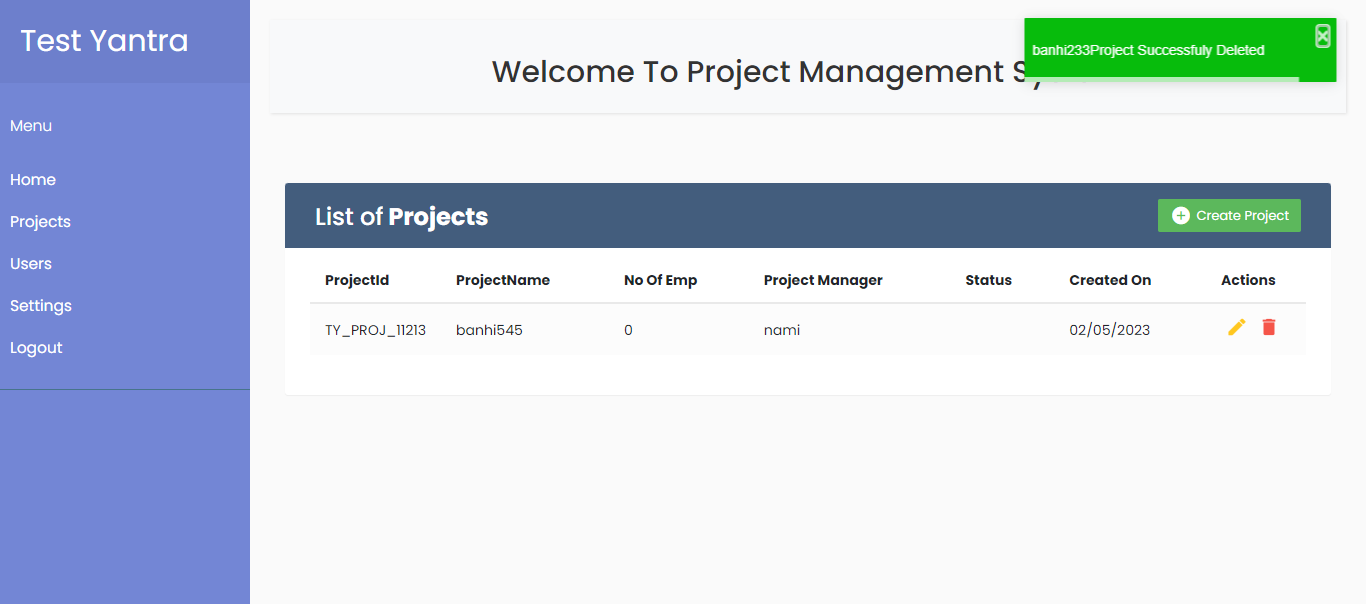 Test Yantra
Menu
Home
Projects
Users
Settings
Logout
Welcome To Project Management
banhi233Project Successfuly Deleted
List of Projects
Create Project
ProjectId ProjectName No Of Emp Project Manager Status Created On Actions
TY_PROJ_11213 banhi545 0 nami 02/05/2023